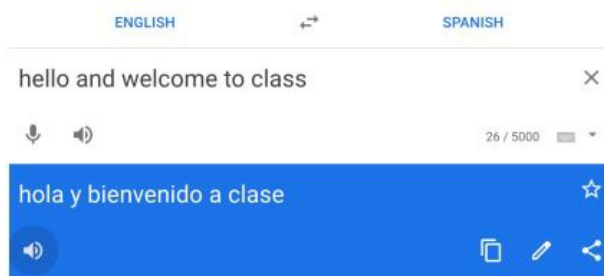 ENGLISH SPANISH
hello and welcome to class
26 / 5000
hola y bienvenido a clase